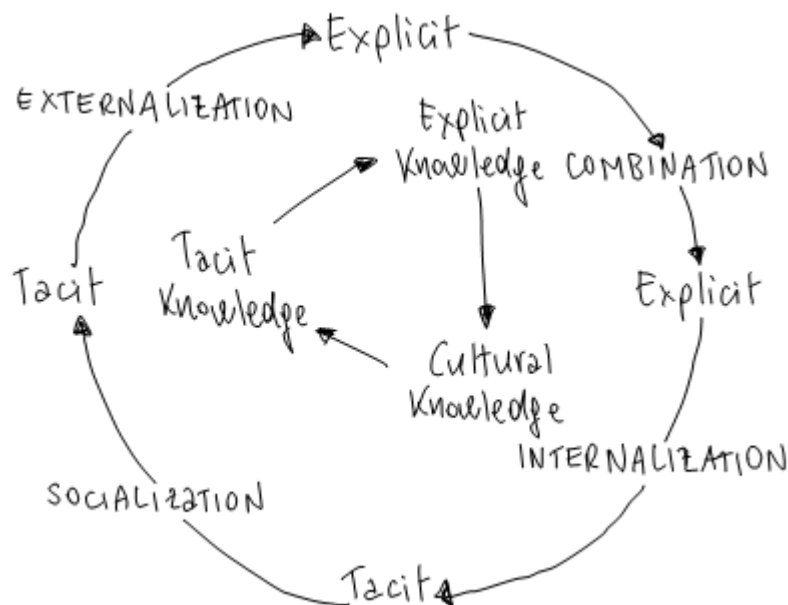 Explicit
EXTERNALIZATION
Explicit
Knowledge
COMBINATION
Tacit
Knowledge
Tacit
Explicit
Cultural
Knowledge
INTERNALIZATION
SOCIALIZATION
Tacit